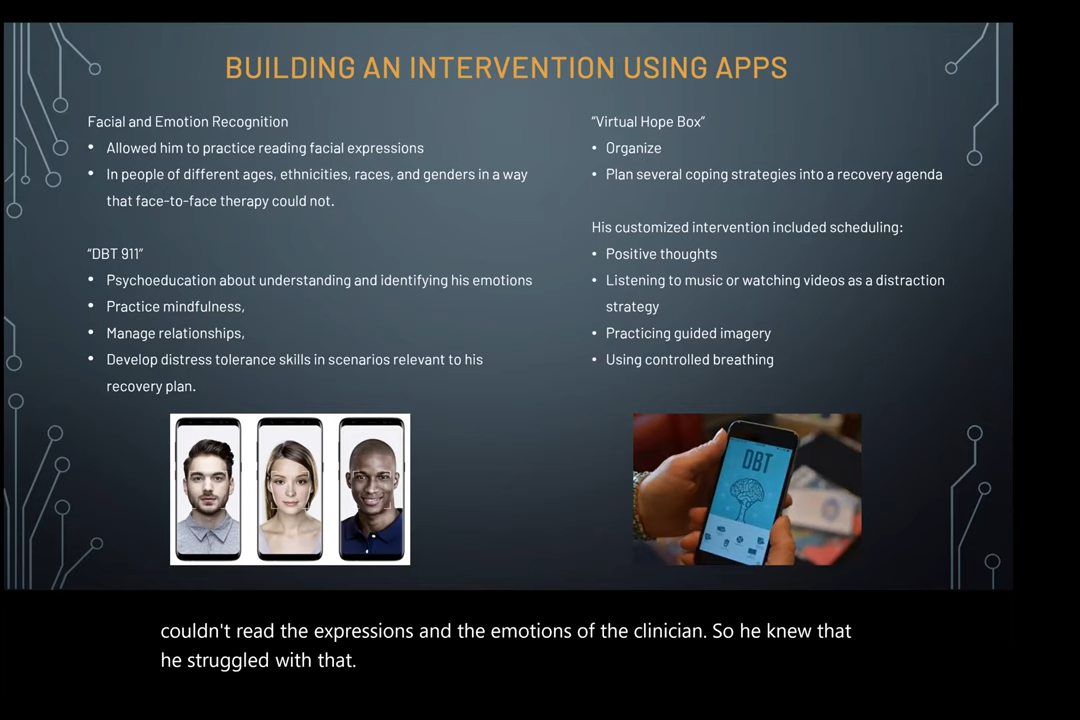 BUILDING AN INTERVENTION USING APPS
Facial and Emotion Recognition
• Allowed him to practice reading facial expressions
• In people of different ages, ethnicities, races, and genders in a way
that face-to-face therapy could not.
“DBT 911”
• Psychoeducation about understanding and identifying his emotions
• Practice mindfulness,
• Manage relationships,
• Develop distress tolerance skills in scenarios relevant to his
recovery plan.
“Virtual Hope Box”
• Organize
• Plan several coping strategies into a recovery agenda
His customized intervention included scheduling:
• Positive thoughts
• Listening to music or watching videos as a distraction
strategy
• Practicing guided imagery
• Using controlled breathing
DBT
couldn't read the expressions and the emotions of the clinician. So he knew that
he struggled with that.